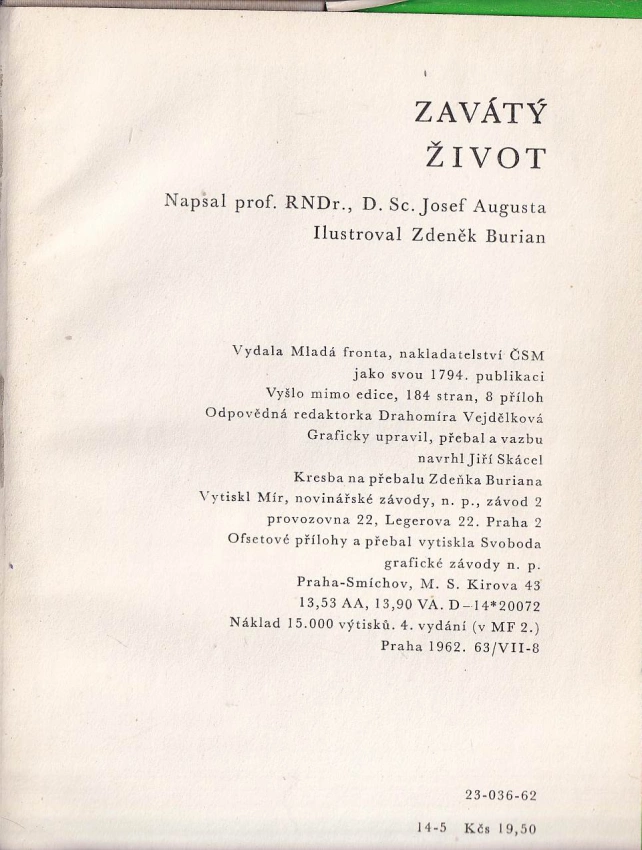 ZAVÁTÝ
ŽIVOT
Napsal prof. RNDr., D. Sc. Josef Augusta
Ilustroval Zdeněk Burian
Vydala Mladá fronta, nakladatelství ČSM
jako svou 1794. publikaci
Vyšlo mimo edice, 184 stran, 8 příloh
Odpovědná redaktorka Drahomíra Vejdělková
Graficky upravil, přebal a vazbu
navrhl Jiří Skácel
Kresba na přebalu Zdeňka Buriana
Vytiskl Mír, novinářské závody, n. p., závod 2
provozovna 22, Legerova 22. Praha 2
Ofsetové přílohy a přebal vytiskla Svoboda
grafické závody n. p.
Praha-Smíchov, M. S. Kirova 43
13,53 AA, 13,90 VA. D–14*20072
Náklad 15.000 výtisků. 4. vydání (v MF 2.)
Praha 1962. 63/VII-8
23-036-62
14-5 Kčs 19,50